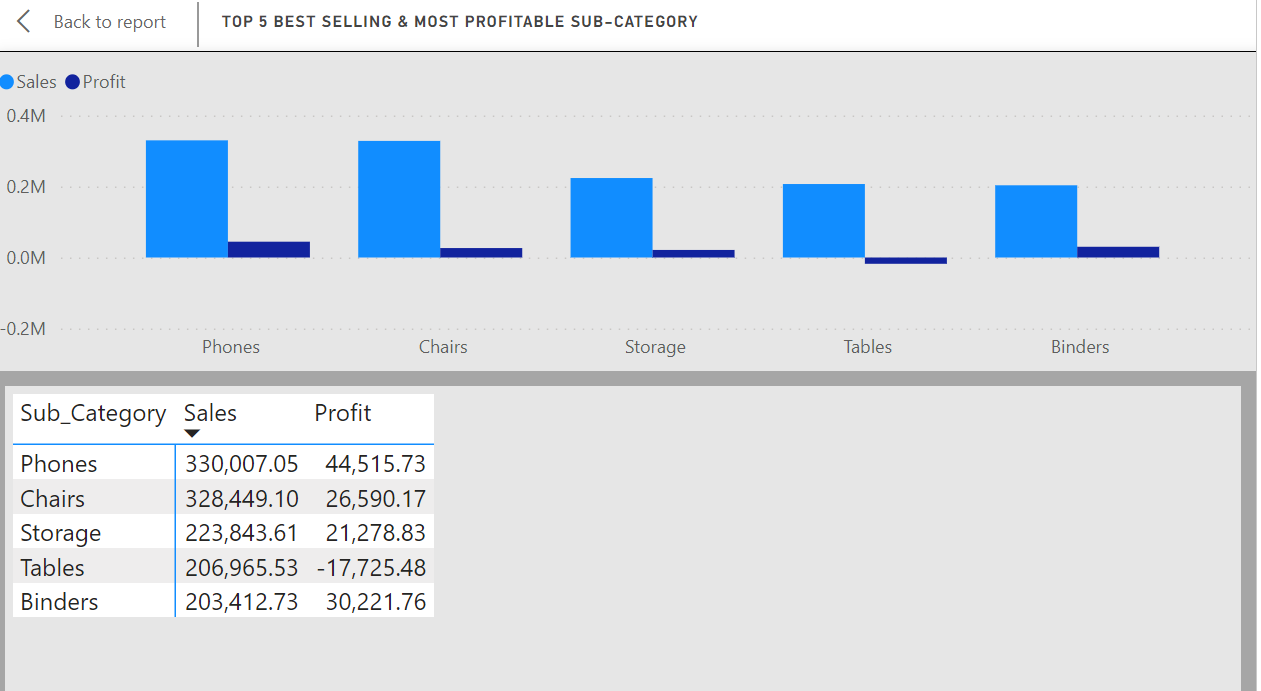 Back to report
TOP 5 BEST SELLING & MOST PROFITABLE SUB-CATEGORY
Sales Profit
0.4M
0.2M
0.0M
-0.2M
Phones Chairs Storage Tables Binders
Sub_Category Sales Profit
Phones 330,007.05 44,515.73
Chairs 328,449.10 26,590.17
Storage 223,843.61 21,278.83
Tables 206,965.53 -17,725.48
Binders 203,412.73 30,221.76